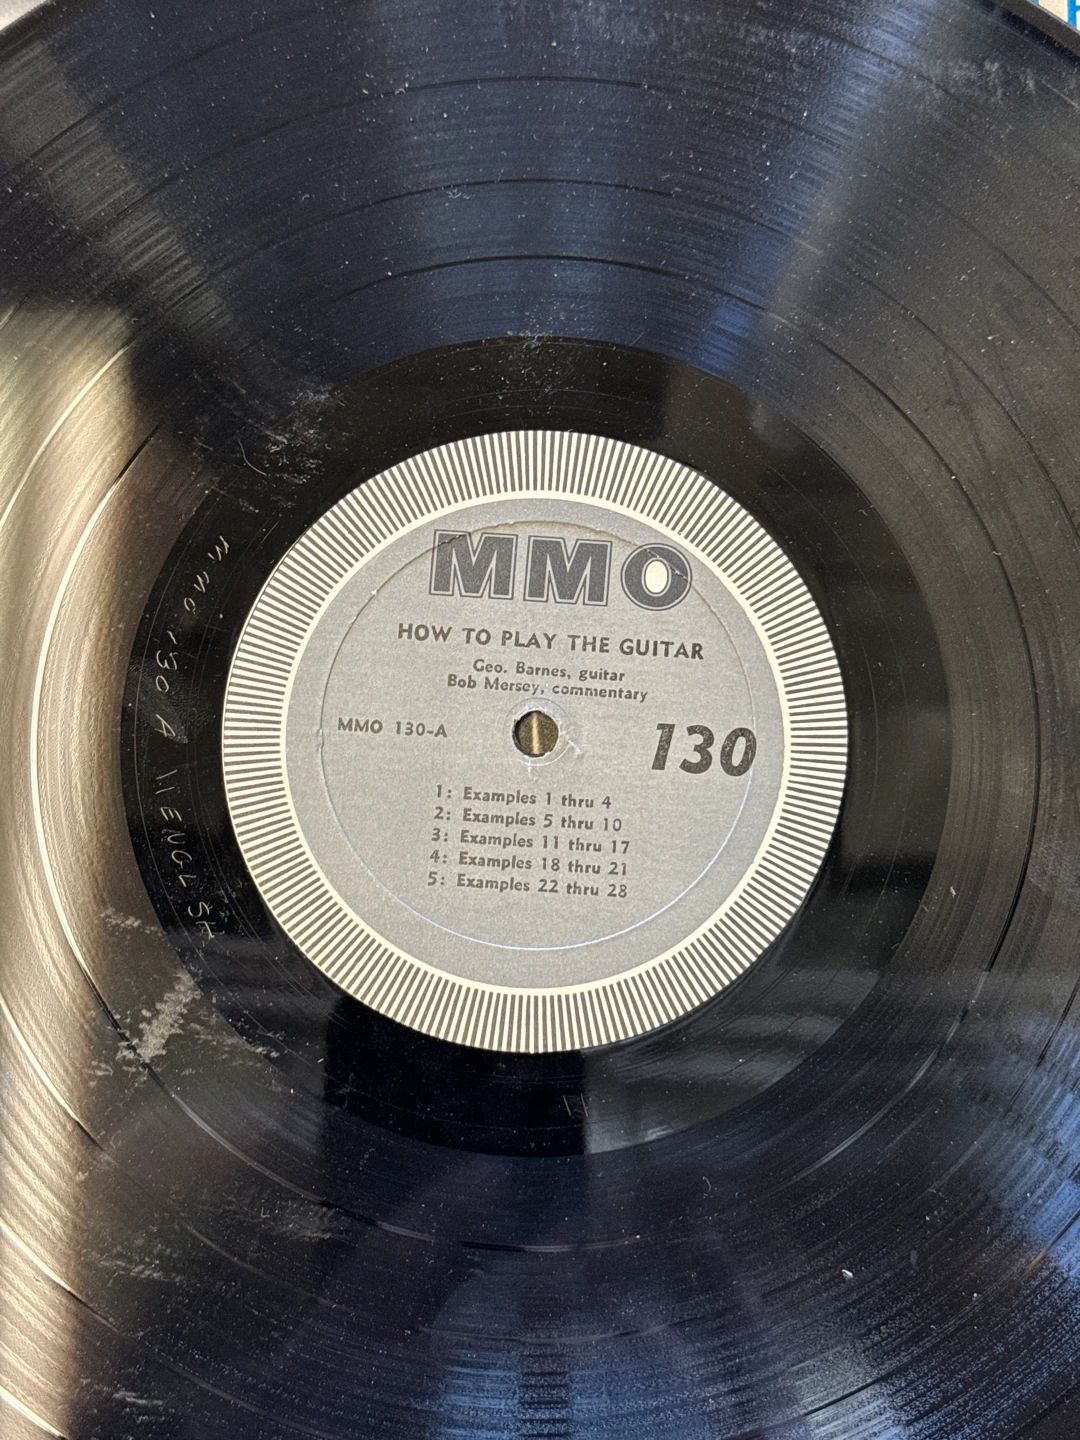 MMO
HOW TO PLAY THE GUITAR
Geo. Barnes, guitar
Bob Mersey, commentary
MMO 130-A
130
1: Examples 1 thru 4
2: Examples 5 thru 10
3: Examples 11 thru 17
4: Examples 18 thru 21
5: Examples 22 thru 28
MMO 130 A